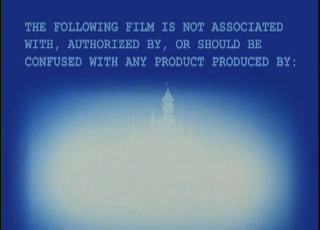 THE FOLLOWING FILM IS NOT ASSOCIATED
WITH, AUTHORIZED BY, OR SHOULD BE
CONFUSED WITH ANY PRODUCT PRODUCED BY: